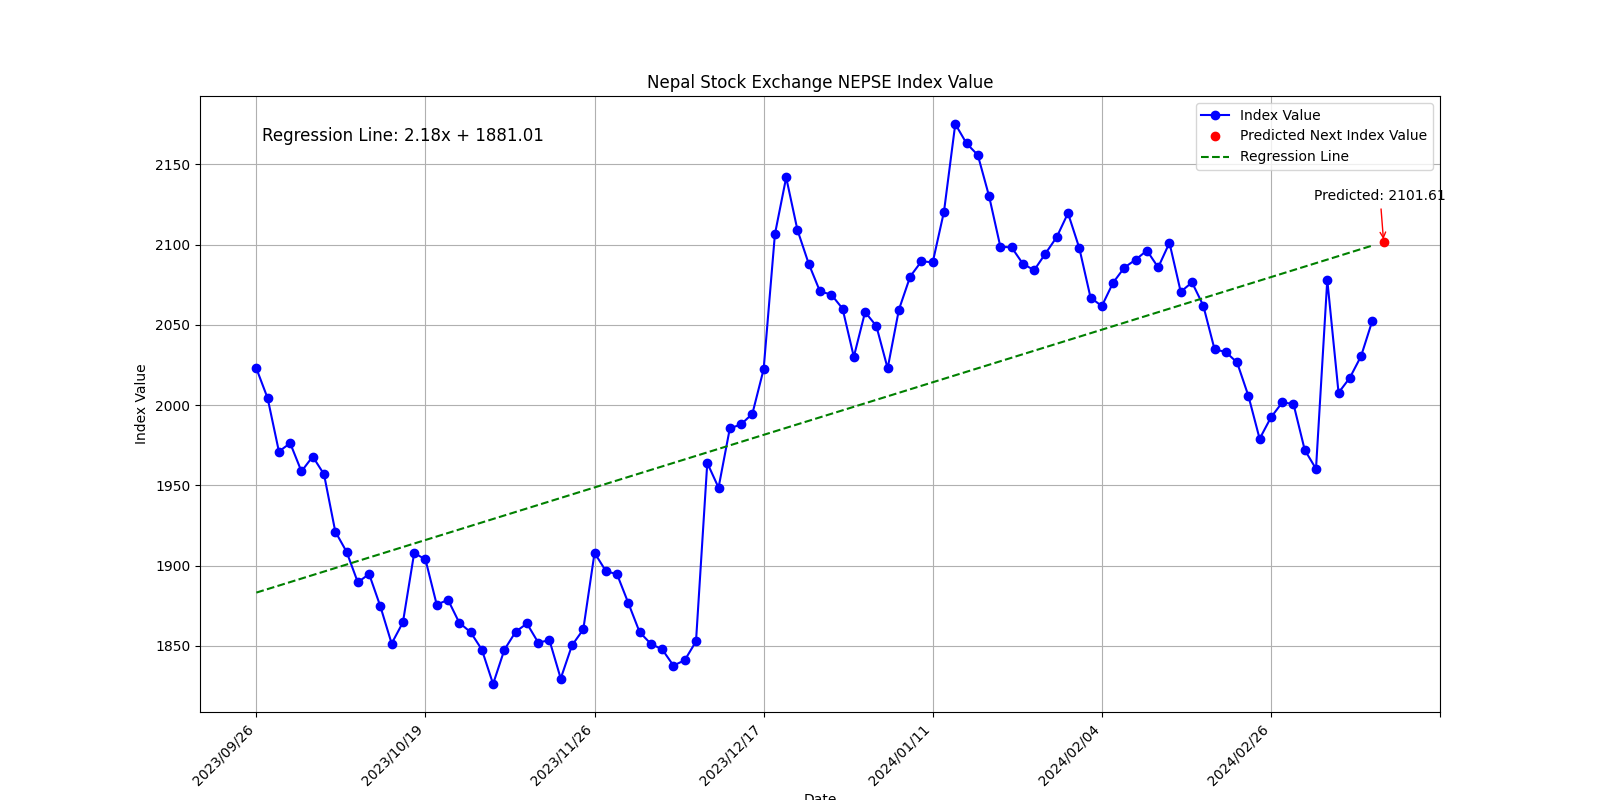 Nepal Stock Exchange NEPSE Index Value
Regression Line: 2.18x + 1881.01
Index Value
Predicted Next Index Value
Regression Line
Predicted: 2101.61
2150
2100
2050
2000
1950
1900
1850
Index Value
2023/09/26
2023/10/19
2023/11/26
2023/12/17
2024/01/11
2024/02/04
2024/02/26
Date